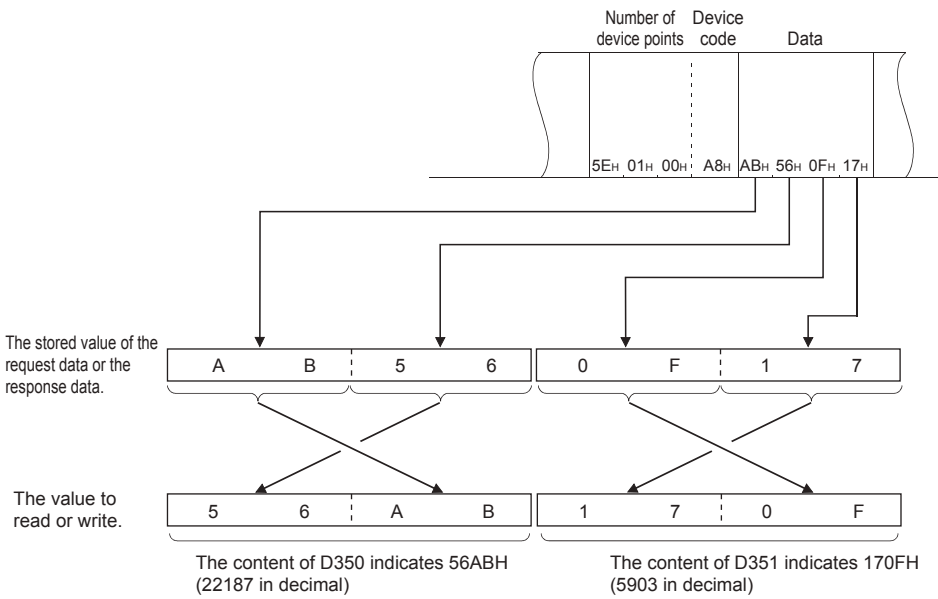 Number of device points
Device code
Data
5EH 01H 00H A8H ABH 56H 0FH 17H
The stored value of the
request data or the
response data.
A B 5 6 0 F 1 7
The value to
read or write.
5 6 A B 1 7 0 F
The content of D350 indicates 56ABH
(22187 in decimal)
The content of D351 indicates 170FH
(5903 in decimal)